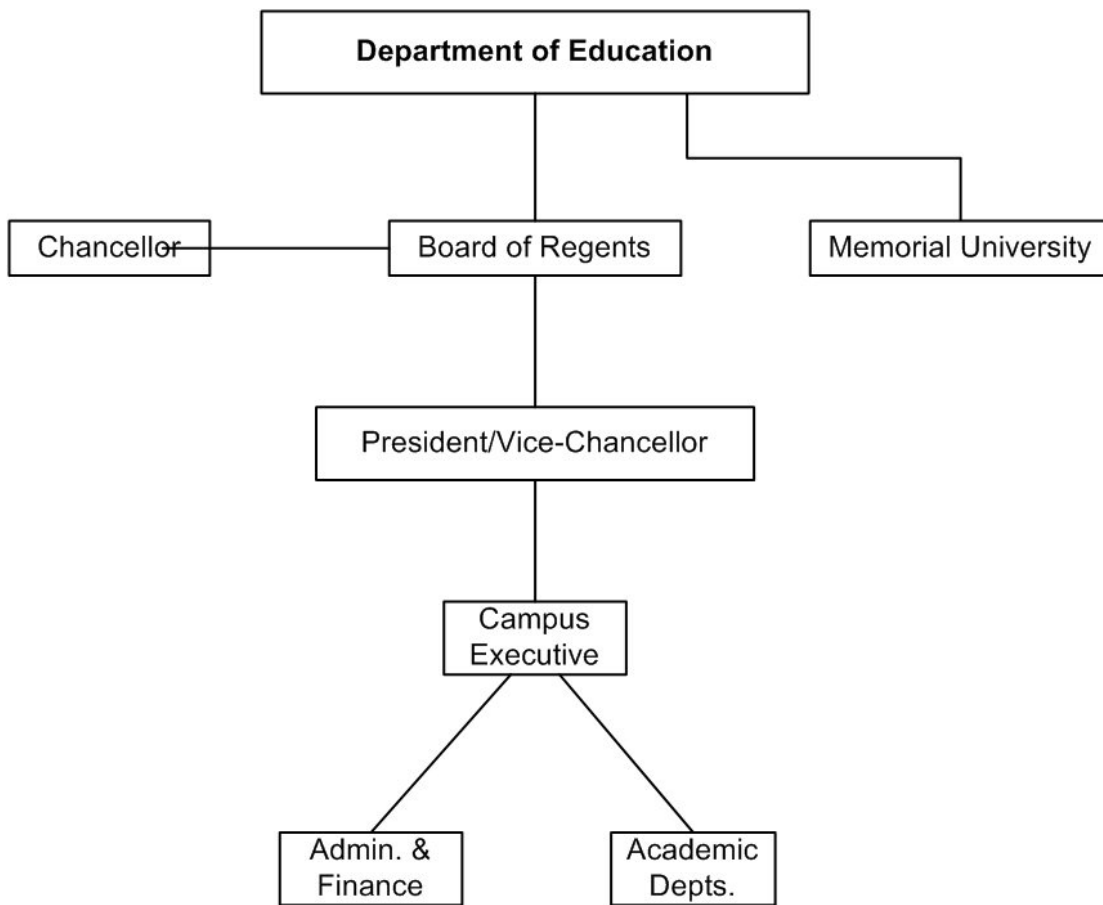 Department of Education
Chancellor
Board of Regents
Memorial University
President/Vice-Chancellor
Campus
Executive
Admin. &
Finance
Academic
Depts.